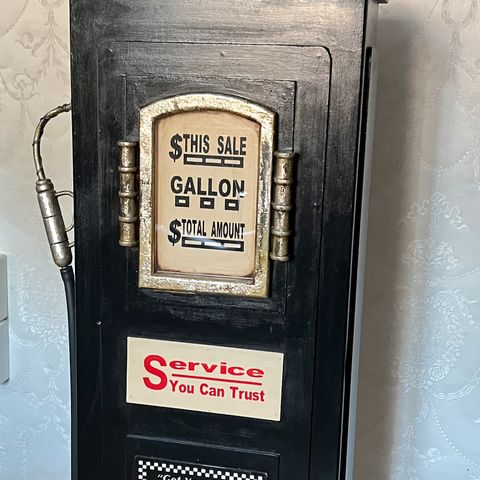 $THIS SALE
GALLON
$TOTAL AMOUNT
Service
You Can Trust